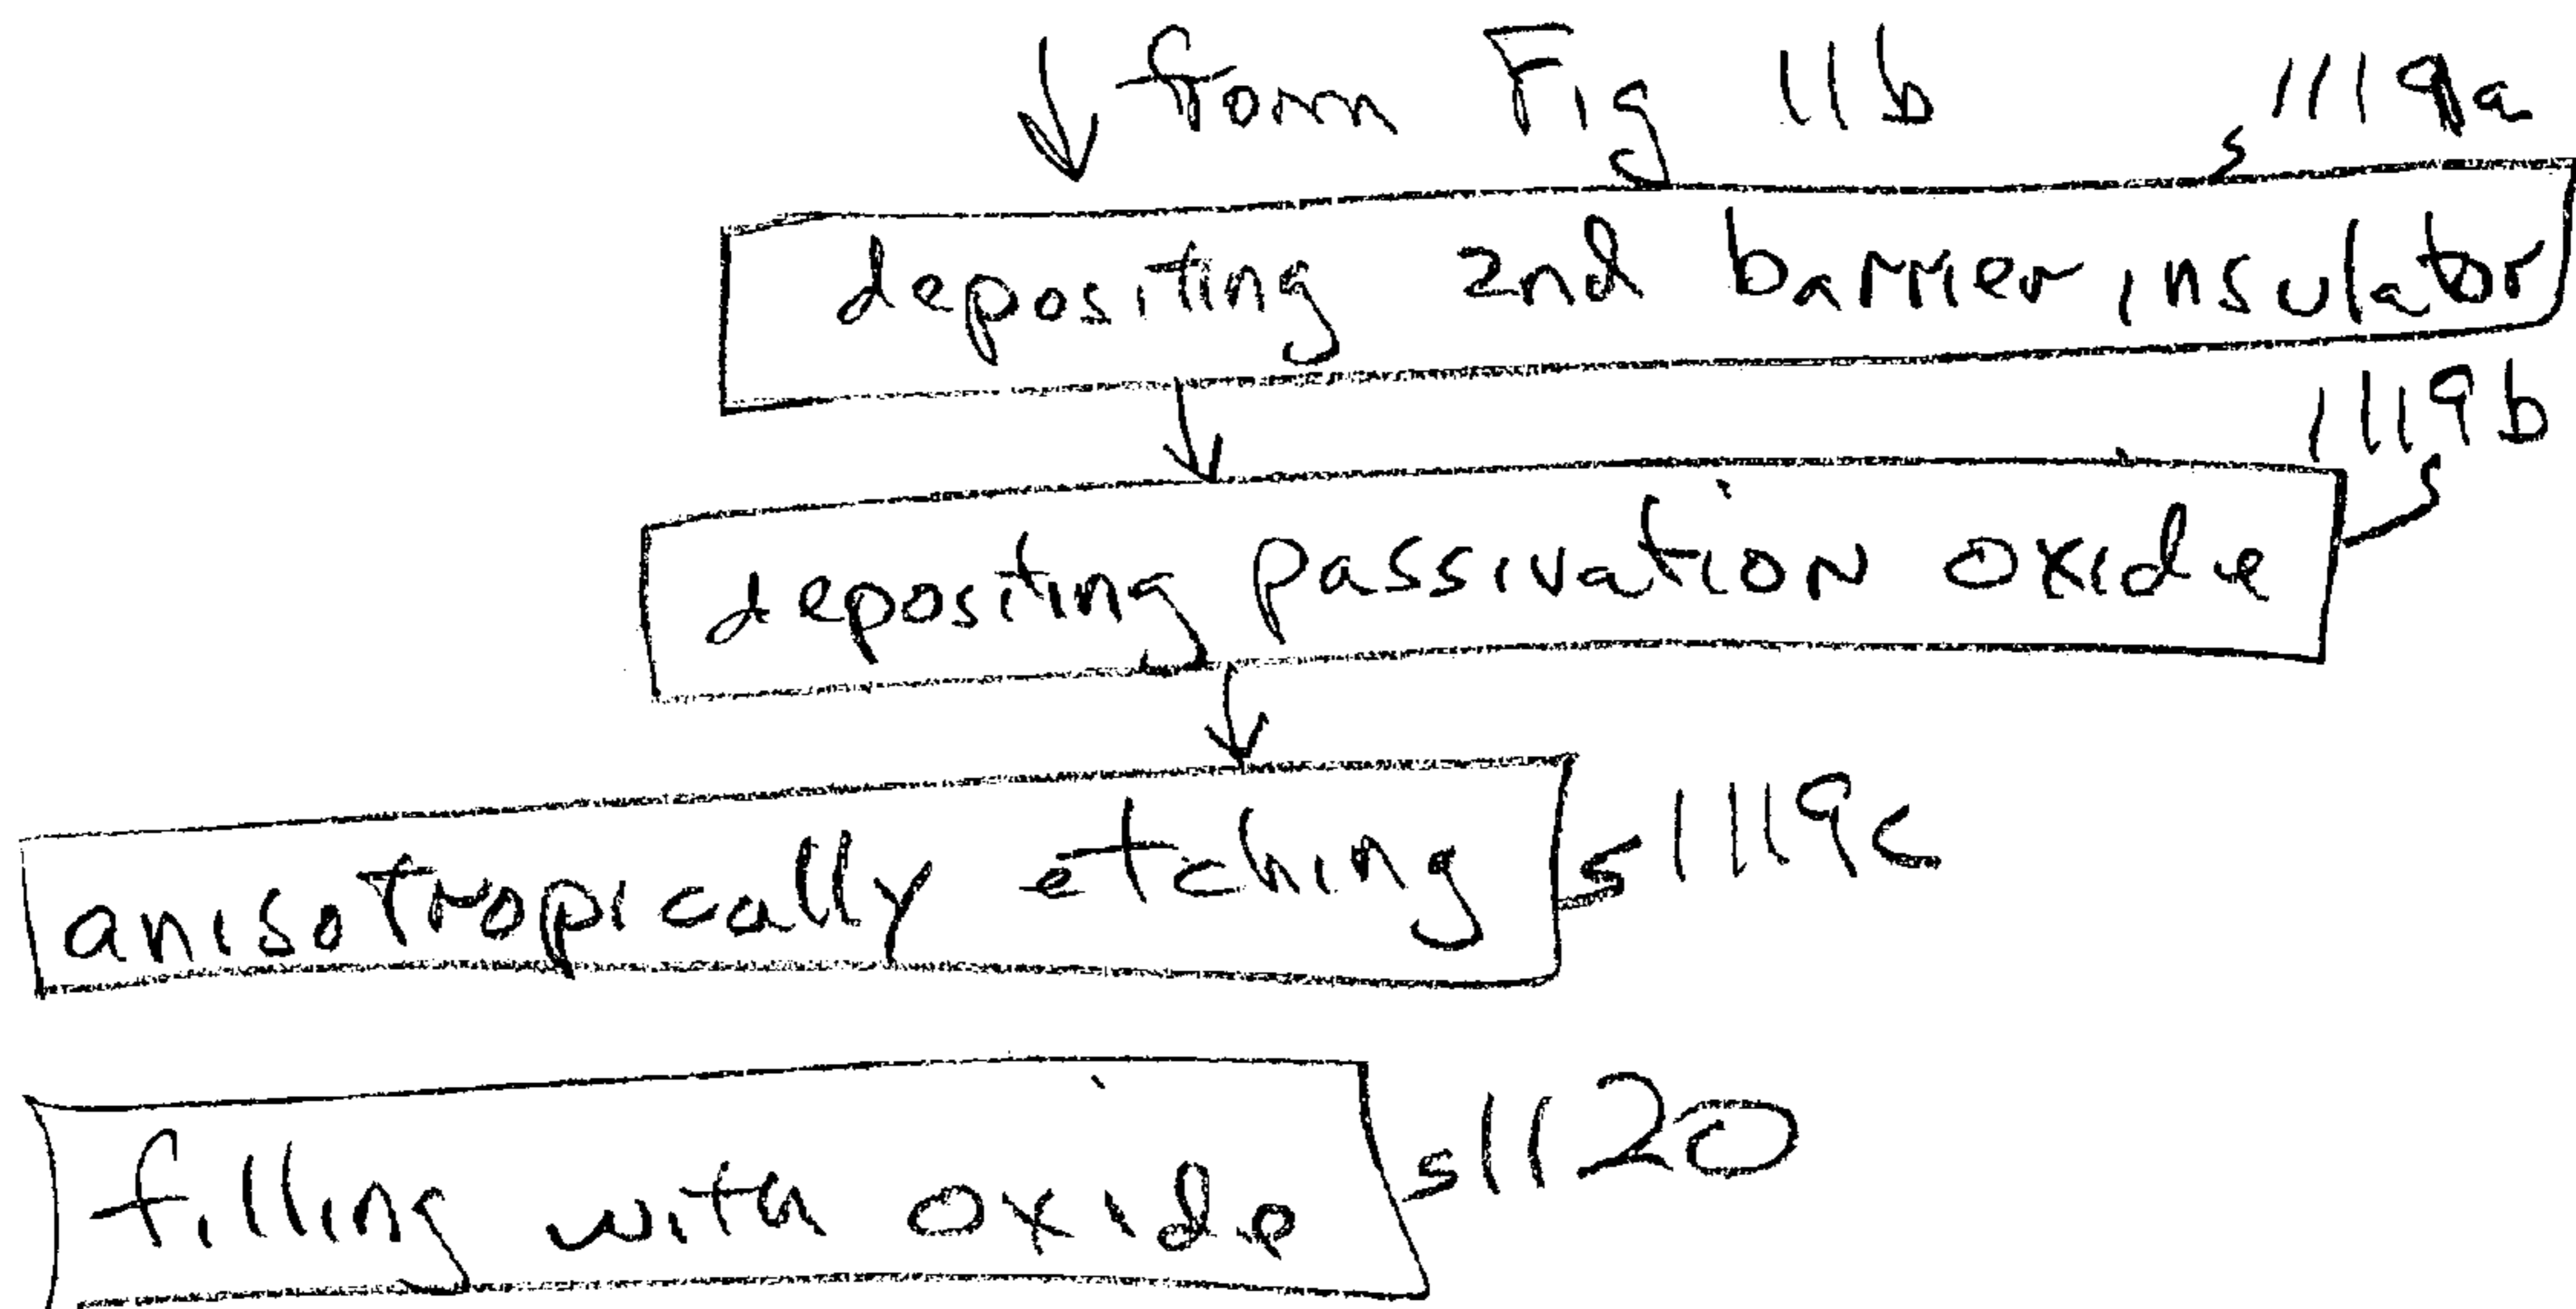 from Fig 11b
1119a
depositing 2nd barrier insulator
1119b
depositing passivation oxide
anisotropically etching
1119c
filling with oxide
1120